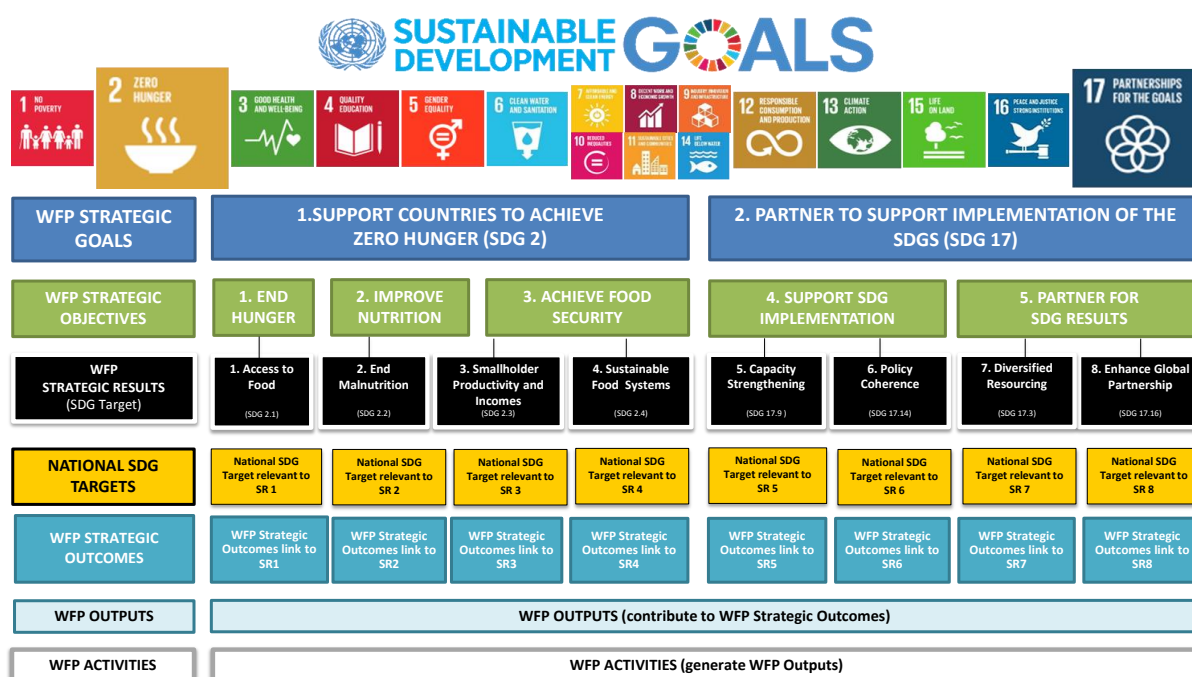 SUSTAINABLE
DEVELOPMENT
GOALS
1 NO
POVERTY
2 ZERO
HUNGER
3 GOOD HEALTH
AND WELL-BEING
4 QUALITY
EDUCATION
5 GENDER
EQUALITY
6 CLEAN WATER
AND SANITATION
7 AFFORDABLE AND
CLEAN ENERGY
8 DECENT WORK AND
ECONOMIC GROWTH
9 INDUSTRY, INNOVATION
AND INFRASTRUCTURE
10 REDUCED
INEQUALITIES
11 SUSTAINABLE CITIES
AND COMMUNITIES
14 LIFE
BELOW WATER
12 RESPONSIBLE
CONSUMPTION
AND PRODUCTION
13 CLIMATE
ACTION
15 LIFE
ON LAND
16 PEACE AND JUSTICE
STRONG INSTITUTIONS
17 PARTNERSHIPS
FOR THE GOALS
WFP STRATEGIC
GOALS
1.SUPPORT COUNTRIES TO ACHIEVE
ZERO HUNGER (SDG 2)
2. PARTNER TO SUPPORT IMPLEMENTATION OF THE
SDGS (SDG 17)
WFP STRATEGIC
OBJECTIVES
1. END
HUNGER
2. IMPROVE
NUTRITION
3. ACHIEVE FOOD
SECURITY
4. SUPPORT SDG
IMPLEMENTATION
5. PARTNER FOR
SDG RESULTS
WFP
STRATEGIC RESULTS
(SDG Target)
1. Access to
Food
(SDG 2.1)
2. End
Malnutrition
(SDG 2.2)
3. Smallholder
Productivity and
Incomes
(SDG 2.3)
4. Sustainable
Food Systems
(SDG 2.4)
5. Capacity
Strengthening
(SDG 17.9 )
6. Policy
Coherence
(SDG 17.14)
7. Diversified
Resourcing
(SDG 17.3)
8. Enhance Global
Partnership
(SDG 17.16)
NATIONAL SDG
TARGETS
National SDG
Target relevant to
SR 1
National SDG
Target relevant to
SR 2
National SDG
Target relevant to
SR 3
National SDG
Target relevant to
SR 4
National SDG
Target relevant to
SR 5
National SDG
Target relevant to
SR 6
National SDG
Target relevant to
SR 7
National SDG
Target relevant to
SR 8
WFP STRATEGIC
OUTCOMES
WFP Strategic
Outcomes link to
SR1
WFP Strategic
Outcomes link to
SR2
WFP Strategic
Outcomes link to
SR3
WFP Strategic
Outcomes link to
SR4
WFP Strategic
Outcomes link to
SR5
WFP Strategic
Outcomes link to
SR6
WFP Strategic
Outcomes link to
SR7
WFP Strategic
Outcomes link to
SR8
WFP OUTPUTS
WFP OUTPUTS (contribute to WFP Strategic Outcomes)
WFP ACTIVITIES
WFP ACTIVITIES (generate WFP Outputs)